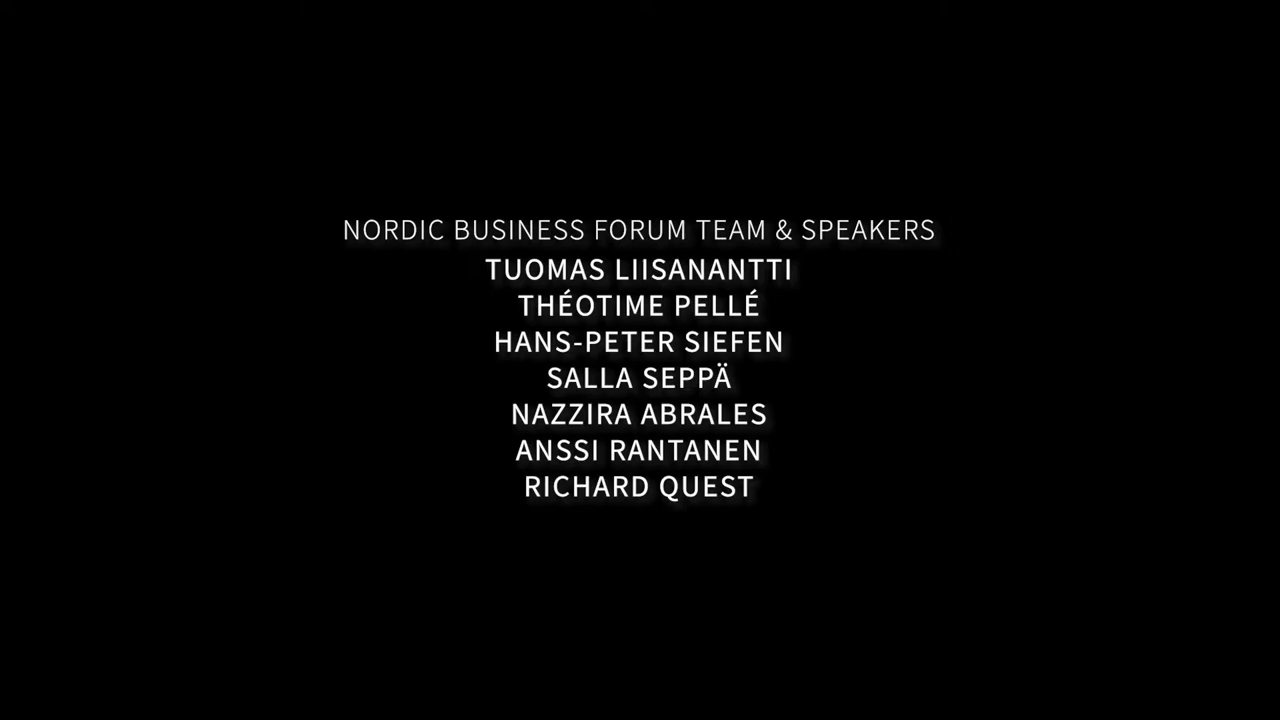 NORDIC BUSINESS FORUM TEAM & SPEAKERS
TUOMAS LIISANANTTI
THÉOTIME PELLÉ
HANS-PETER SIEFEN
SALLA SEPPÄ
NAZZIRA ABRALES
ANSSI RANTANEN
RICHARD QUEST